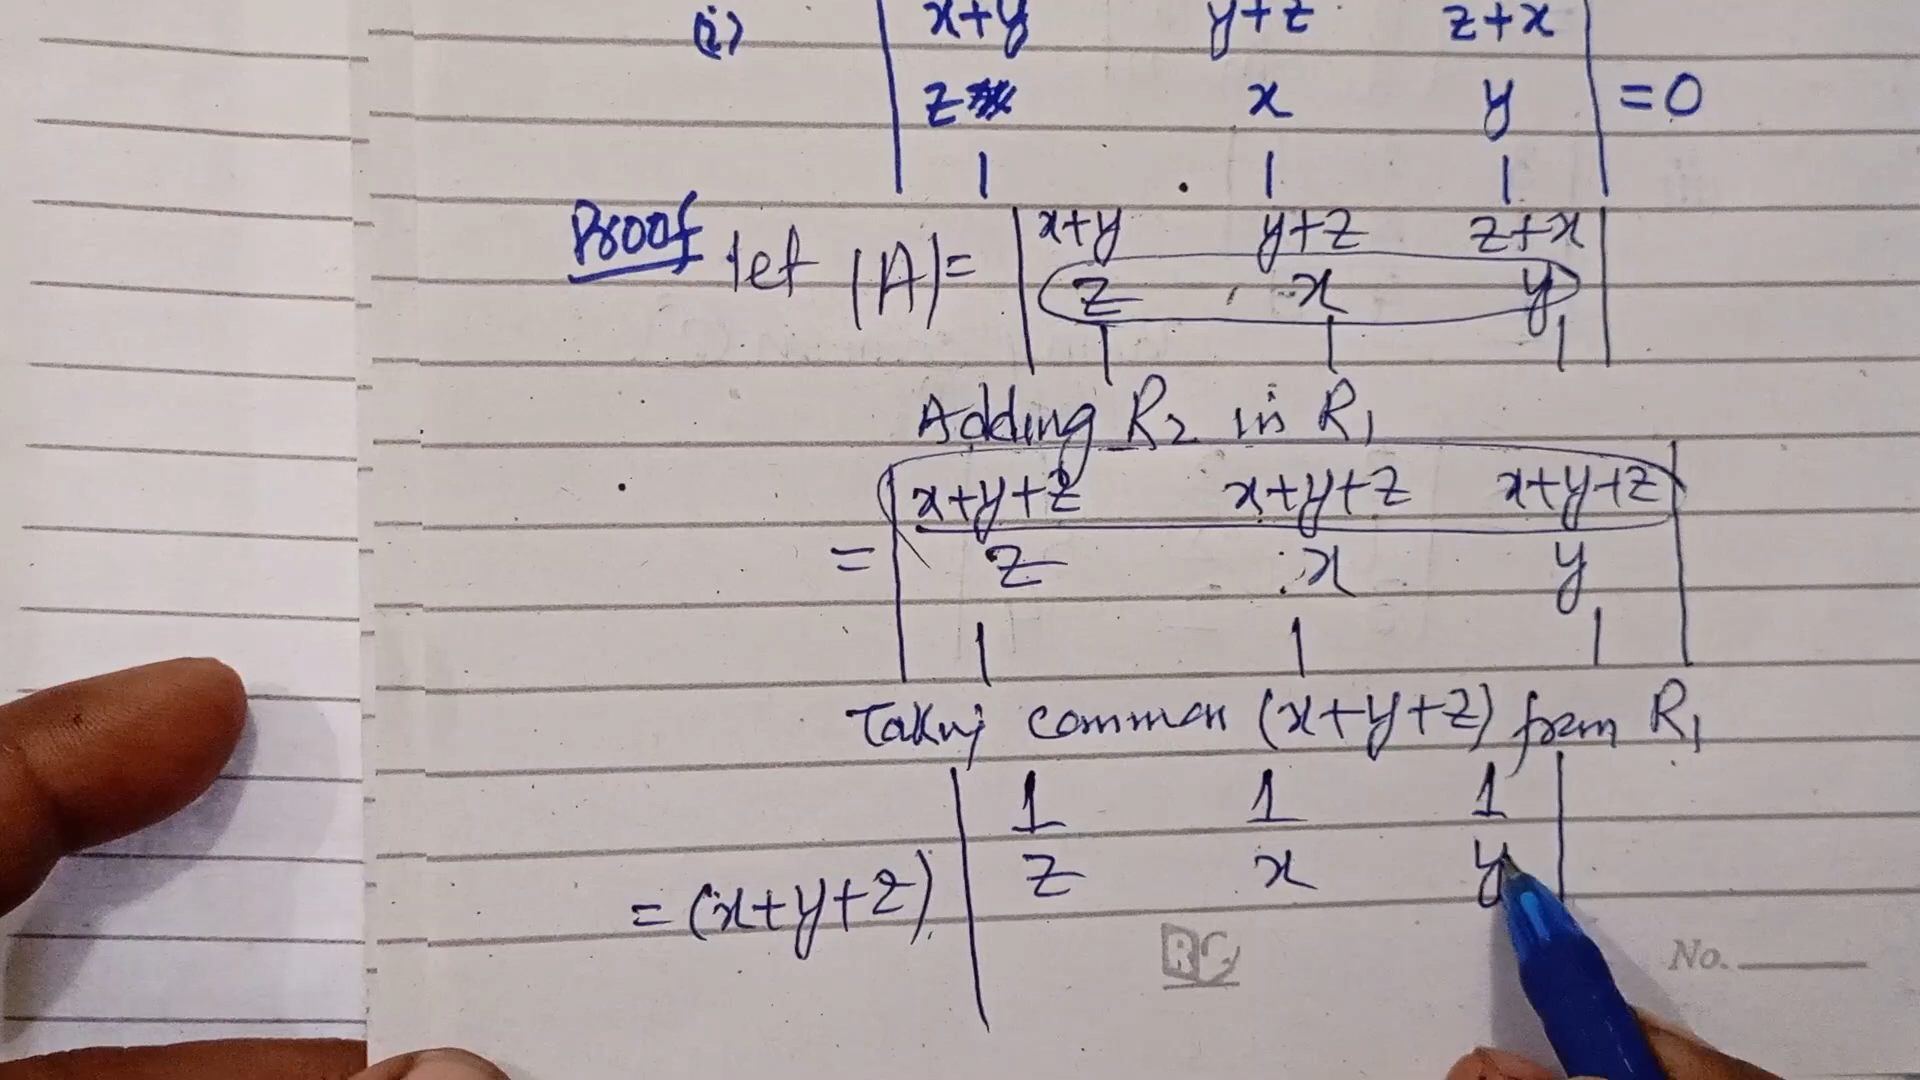 (i) | x+y y+z z+x |
| z x y | = 0
| 1 1 1 |
Proof let |A| = | x+y y+z z+x |
| z x y |
| 1 1 1 |
Adding R2 in R1
| x+y+z x+y+z x+y+z |
= | z x y |
| 1 1 1 |
Taking common (x+y+z) from R1
| 1 1 1 |
= (x+y+z) | z x y |
RC No.